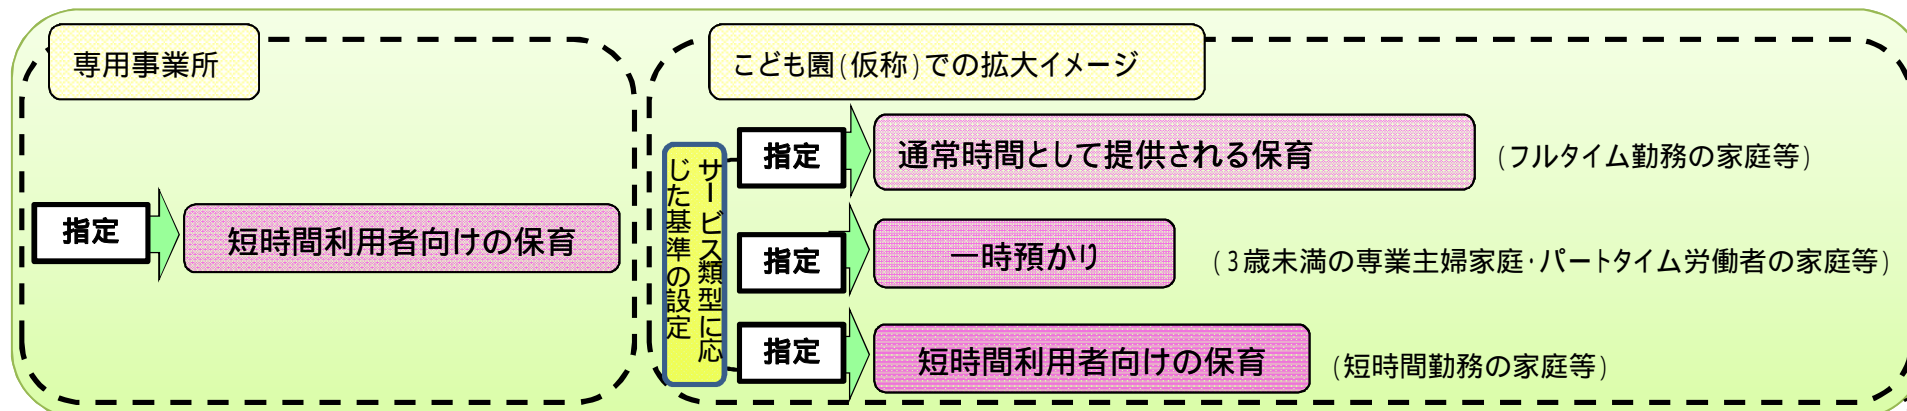 専用事業所
指定
短時間利用者向けの保育
こども園(仮称)での拡大イメージ
サービス類型に応
じた基準の設定
指定
通常時間として提供される保育
(フルタイム勤務の家庭等)
指定
一時預かり
(3歳未満の専業主婦家庭・パートタイム労働者の家庭等)
指定
短時間利用者向けの保育
(短時間勤務の家庭等)